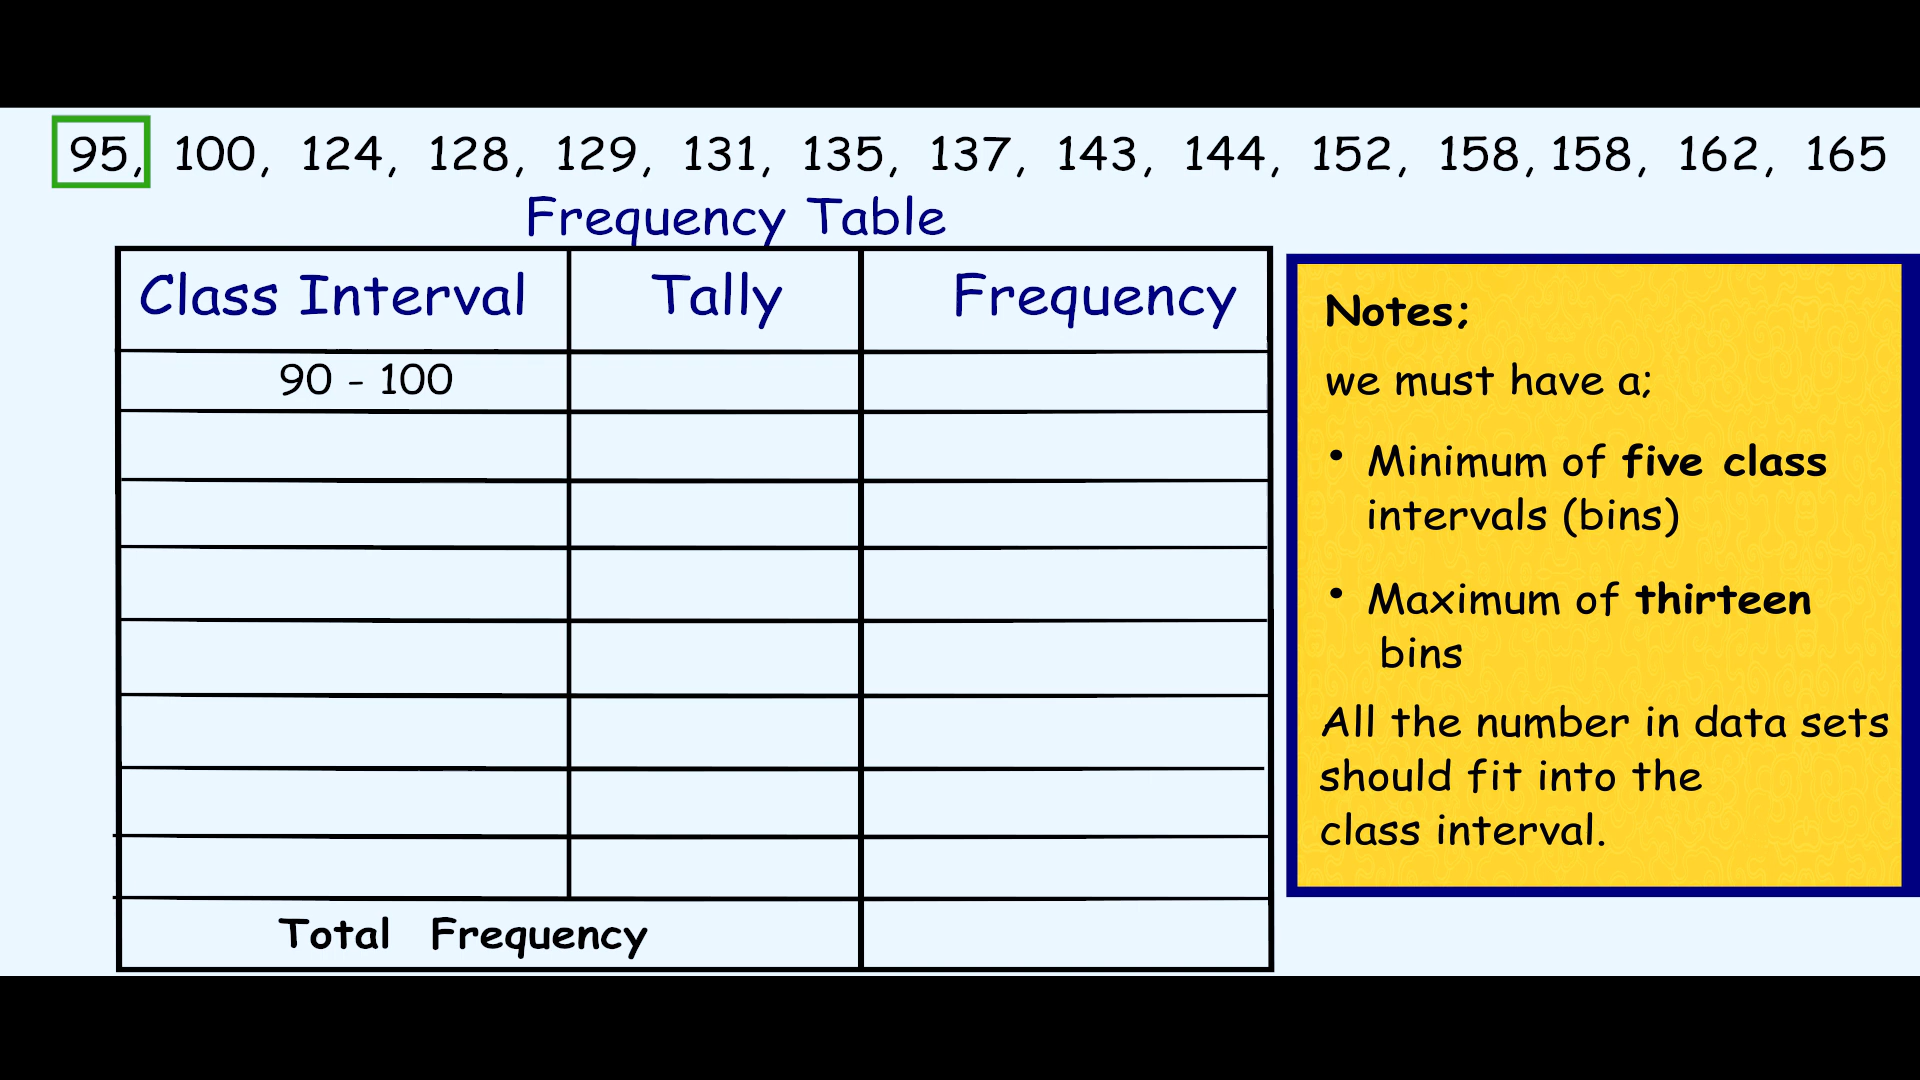 95, 100, 124, 128, 129, 131, 135, 137, 143, 144, 152, 158, 158, 162, 165
Frequency Table
Class Interval Tally Frequency
90 - 100
Total Frequency
Notes;
we must have a;
• Minimum of five class
intervals (bins)
• Maximum of thirteen
bins
All the number in data sets
should fit into the
class interval.